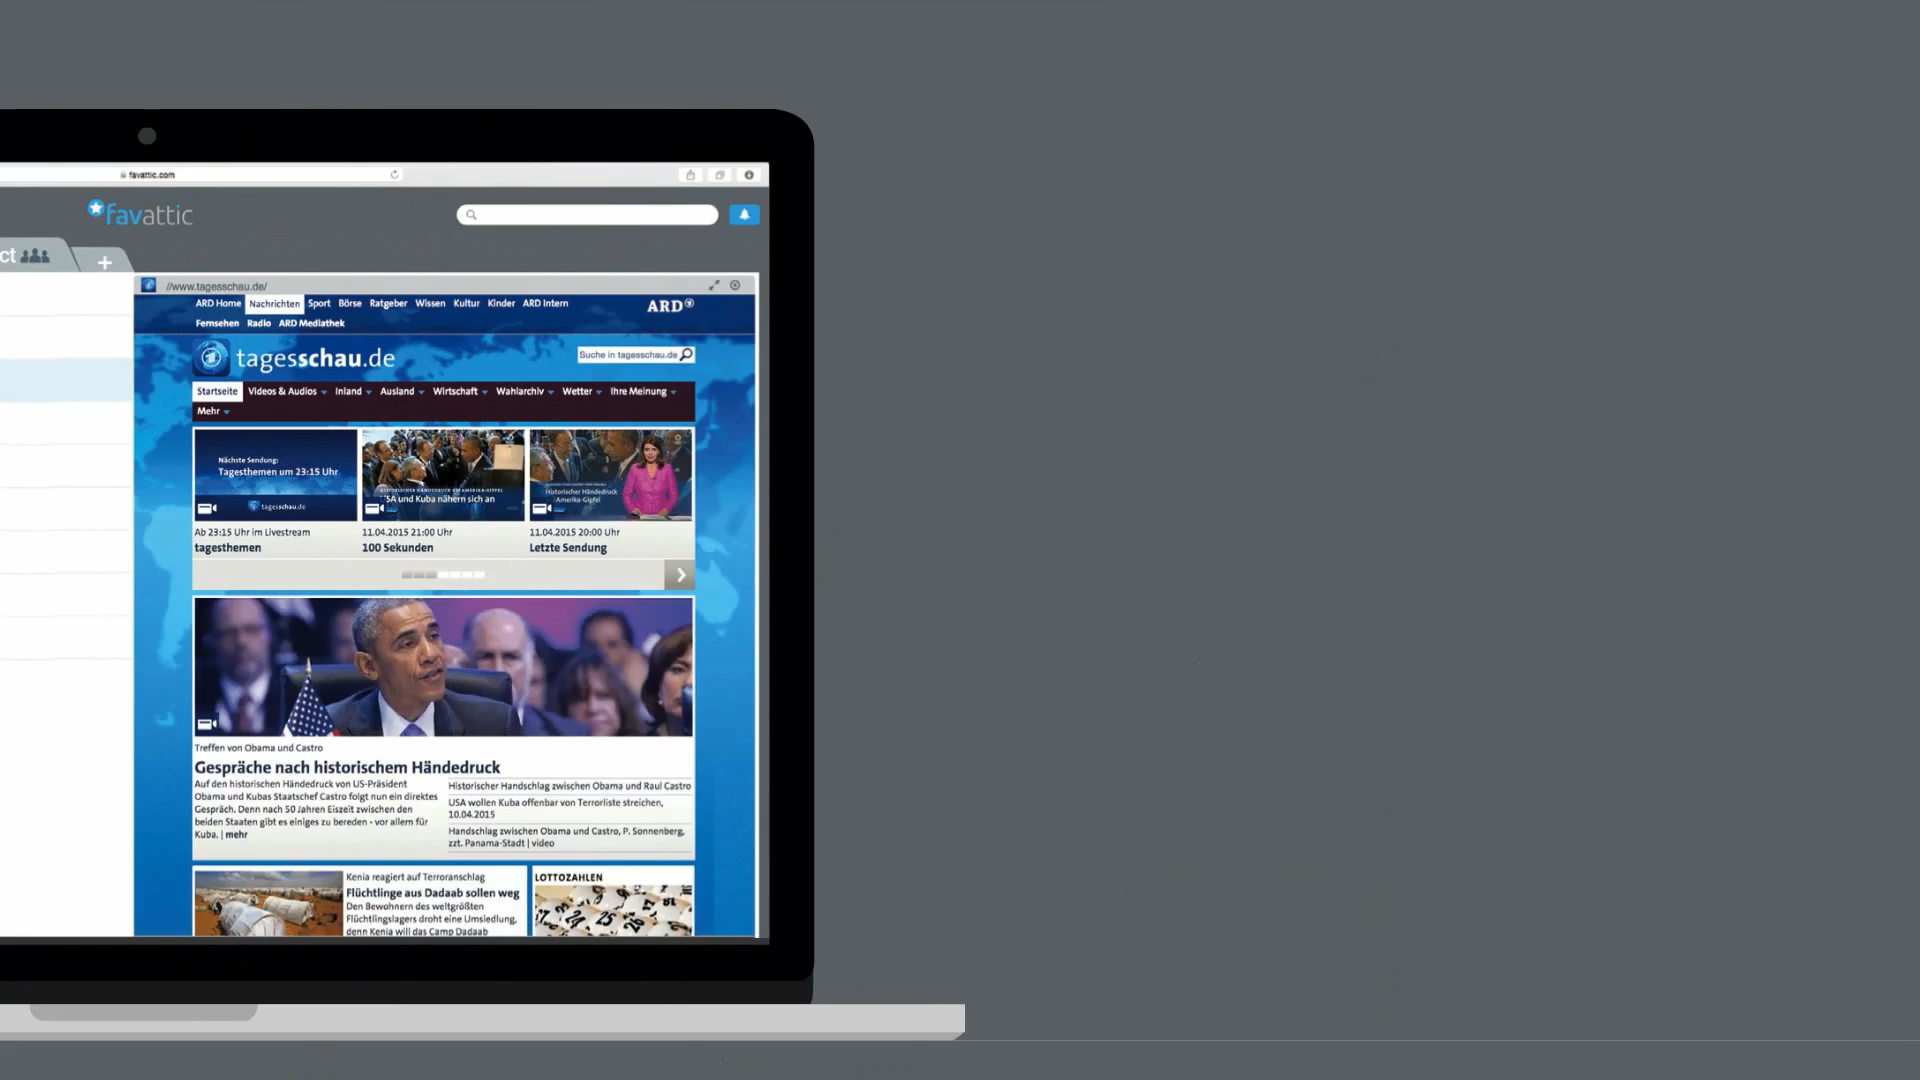 favattic.com
favattic
ct
+
//www.tagesschau.de/
ARD Home Nachrichten Sport Börse Ratgeber Wissen Kultur Kinder ARD Intern
ARD
Fernsehen Radio ARD Mediathek
tagesschau.de
Suche in tagesschau.de
Startseite Videos & Audios Inland Ausland Wirtschaft Wahlarchiv Wetter Ihre Meinung
Mehr
Nächste Sendung:
Tagesthemen um 23:15 Uhr
tagesschau.de
HISTORISCHER HÄNDEDRUCK BEI AMERIKA-GIPFEL
USA und Kuba nähern sich an
Historischer Händedruck
Amerika-Gipfel
Ab 23:15 Uhr im Livestream
tagesthemen
11.04.2015 21:00 Uhr
100 Sekunden
11.04.2015 20:00 Uhr
Letzte Sendung
Treffen von Obama und Castro
Gespräche nach historischem Händedruck
Auf den historischen Händedruck von US-Präsident
Obama und Kubas Staatschef Castro folgt nun ein direktes
Gespräch. Denn nach 50 Jahren Eiszeit zwischen den
beiden Staaten gibt es einiges zu bereden - vor allem für
Kuba. | mehr
Historischer Handschlag zwischen Obama und Raul Castro
USA wollen Kuba offenbar von Terrorliste streichen,
10.04.2015
Handschlag zwischen Obama und Castro, P. Sonnenberg,
zzt. Panama-Stadt | video
Kenia reagiert auf Terroranschlag
Flüchtlinge aus Dadaab sollen weg
Den Bewohnern des weltgrößten
Flüchtlingslagers droht eine Umsiedlung,
denn Kenia will das Camp Dadaab
LOTTOZAHLEN